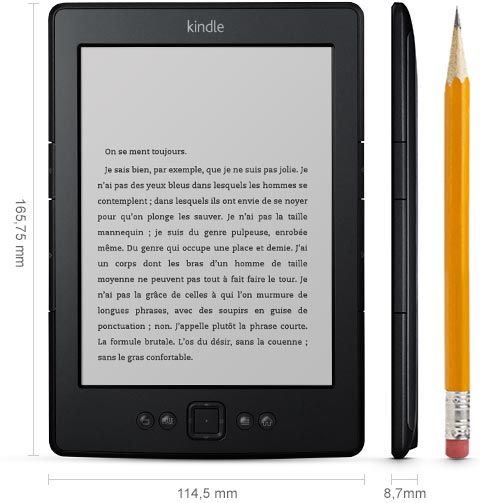 kindle
On se ment toujours.
Je sais bien, par exemple, que je ne suis pas jolie. Je
n'ai pas des yeux bleus dans lesquels les hommes se
contemplent ; dans lesquels ils ont envie de se noyer
pour qu'on plonge les sauver. Je n'ai pas la taille
mannequin ; je suis du genre pulpeuse, enrobée
même. Du genre qui occupe une place et demie. J'ai
un corps dont les bras d'un homme de taille
moyenne ne peuvent pas tout à fait faire le tour. Je
n'ai pas la grâce de celles à qui l'on murmure de
longues phrases, avec des soupirs en guise de
ponctuation ; non. J'appelle plutôt la phrase courte.
La formule brutale. L'os du désir, sans la couenne ;
sans le gras confortable.
165,75 mm
114,5 mm
8,7mm